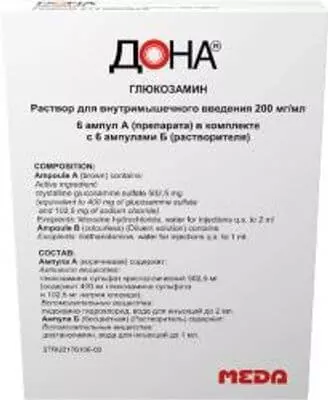 ДОНА®
ГЛЮКОЗАМИН
Раствор для внутримышечного введения 200 мг/мл
6 ампул А (препарата) в комплекте
с 6 ампулами Б (растворителя)
COMPOSITION:
Ampoule A (brown) contains:
Active ingredient:
crystalline glucosamine sulfate 502,5 mg
(equivalent to 400 mg of glucosamine sulfate
and 102,5 mg of sodium chloride)
Excipients: lidocaine hydrochloride, water for injections q.s. to 2 ml
Ampoule B (colourless) (Diluent solution) contains:
Excipients: diethanolamine, water for injections q.s. to 1 ml.
СОСТАВ:
Ампула А (коричневая) содержит:
Активное вещество:
глюкозамина сульфат кристаллический 502,5 мг
(содержит 400 мг глюкозамина сульфата
и 102,5 мг натрия хлорида)
Вспомогательные вещества:
лидокаина гидрохлорид, вода для инъекций до 2 мл.
Ампула Б (бесцветная) (Растворитель) содержит:
Вспомогательные вещества:
диэтаноламин, вода для инъекций до 1 мл.
MEDA